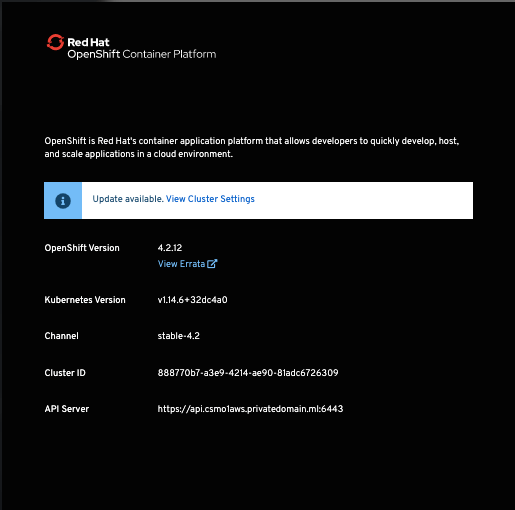 Red Hat
OpenShift Container Platform
OpenShift is Red Hat's container application platform that allows developers to quickly develop, host,
and scale applications in a cloud environment.
Update available. View Cluster Settings
OpenShift Version 4.2.12
View Errata
Kubernetes Version v1.14.6+32dc4a0
Channel stable-4.2
Cluster ID 888770b7-a3e9-4214-ae90-81adc6726309
API Server https://api.csmo1aws.privatedomain.ml:6443